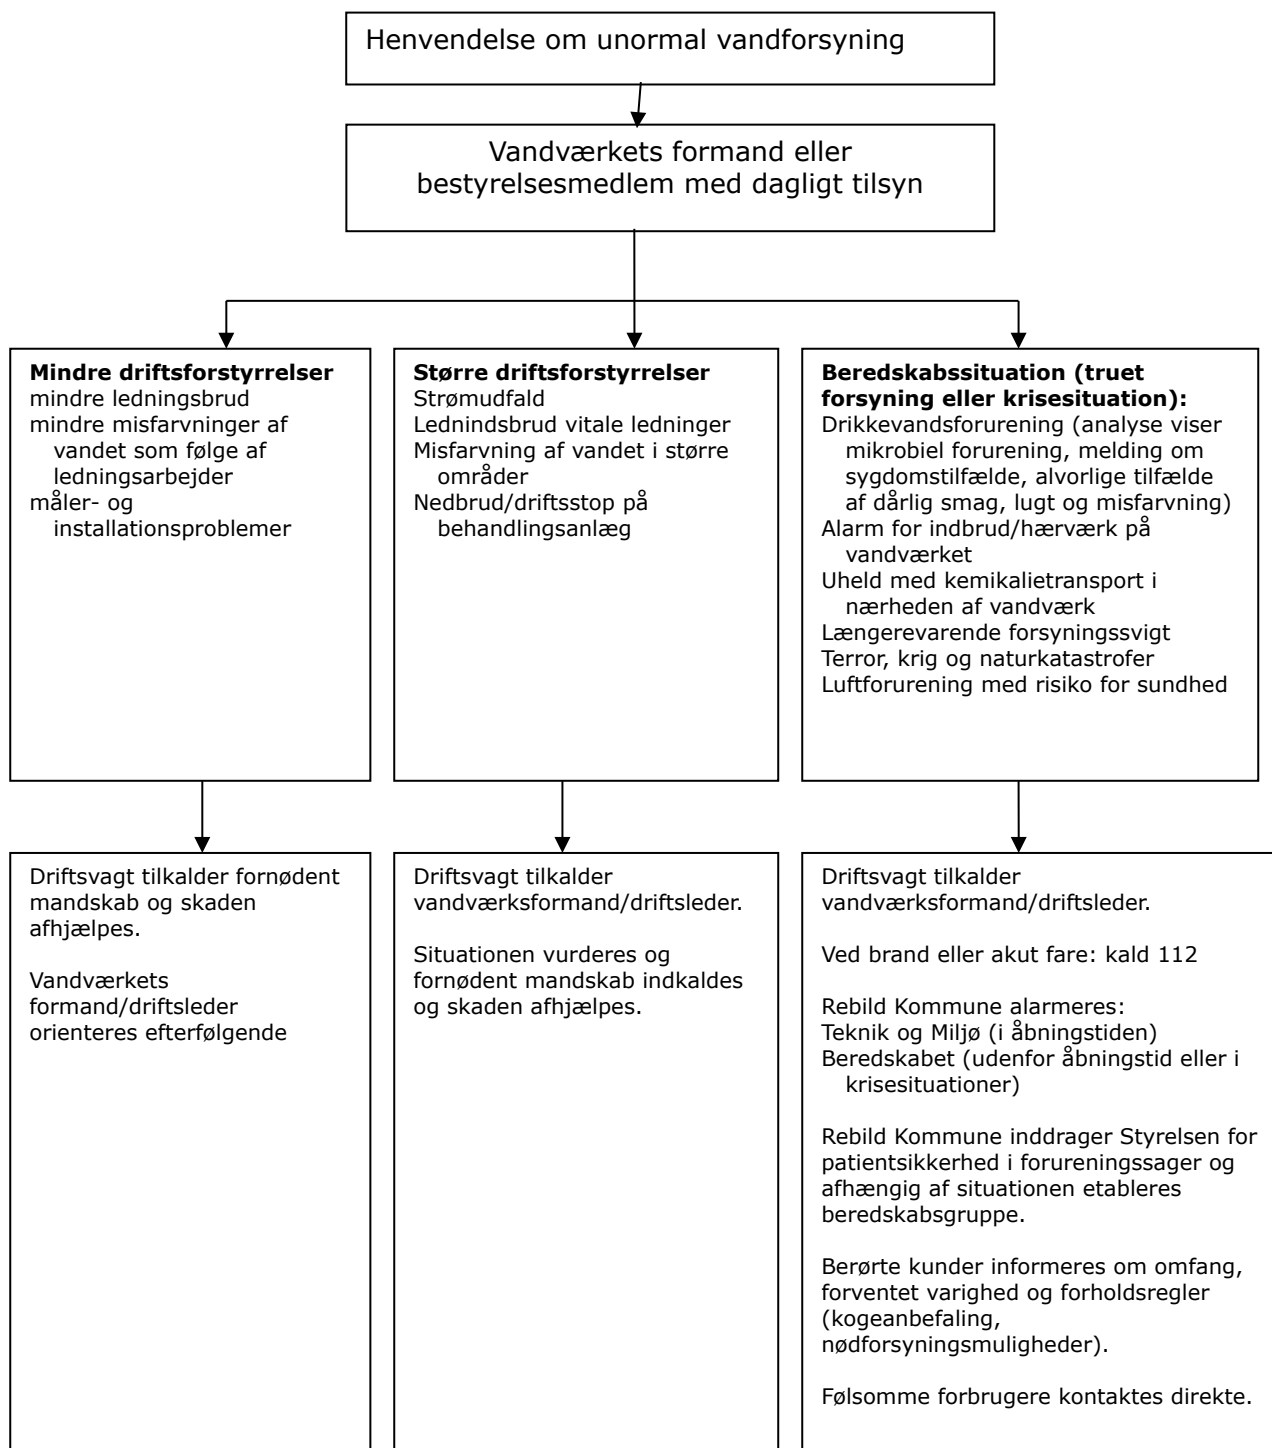 Henvendelse om unormal vandforsyning
Vandværkets formand eller
bestyrelsesmedlem med dagligt tilsyn
Mindre driftsforstyrrelser
mindre ledningsbrud
mindre misfarvninger af
vandet som følge af
ledningsarbejder
måler- og
installationsproblemer
Større driftsforstyrrelser
Strømudfald
Lednindsbrud vitale ledninger
Misfarvning af vandet i større
områder
Nedbrud/driftsstop på
behandlingsanlæg
Beredskabssituation (truet
forsyning eller krisesituation):
Drikkevandsforurening (analyse viser
mikrobiel forurening, melding om
sygdomstilfælde, alvorlige tilfælde
af dårlig smag, lugt og misfarvning)
Alarm for indbrud/hærværk på
vandværket
Uheld med kemikalietransport i
nærheden af vandværk
Længerevarende forsyningssvigt
Terror, krig og naturkatastrofer
Luftforurening med risiko for sundhed
Driftsvagt tilkalder fornødent
mandskab og skaden
afhjælpes.
Vandværkets
formand/driftsleder
orienteres efterfølgende
Driftsvagt tilkalder
vandværksformand/driftsleder.
Situationen vurderes og
fornødent mandskab indkaldes
og skaden afhjælpes.
Driftsvagt tilkalder
vandværksformand/driftsleder.
Ved brand eller akut fare: kald 112
Rebild Kommune alarmeres:
Teknik og Miljø (i åbningstiden)
Beredskabet (udenfor åbningstid eller i
krisesituationer)
Rebild Kommune inddrager Styrelsen for
patientsikkerhed i forureningssager og
afhængig af situationen etableres
beredskabsgruppe.
Berørte kunder informeres om omfang,
forventet varighed og forholdsregler
(kogeanbefaling,
nødforsyningsmuligheder).
Følsomme forbrugere kontaktes direkte.